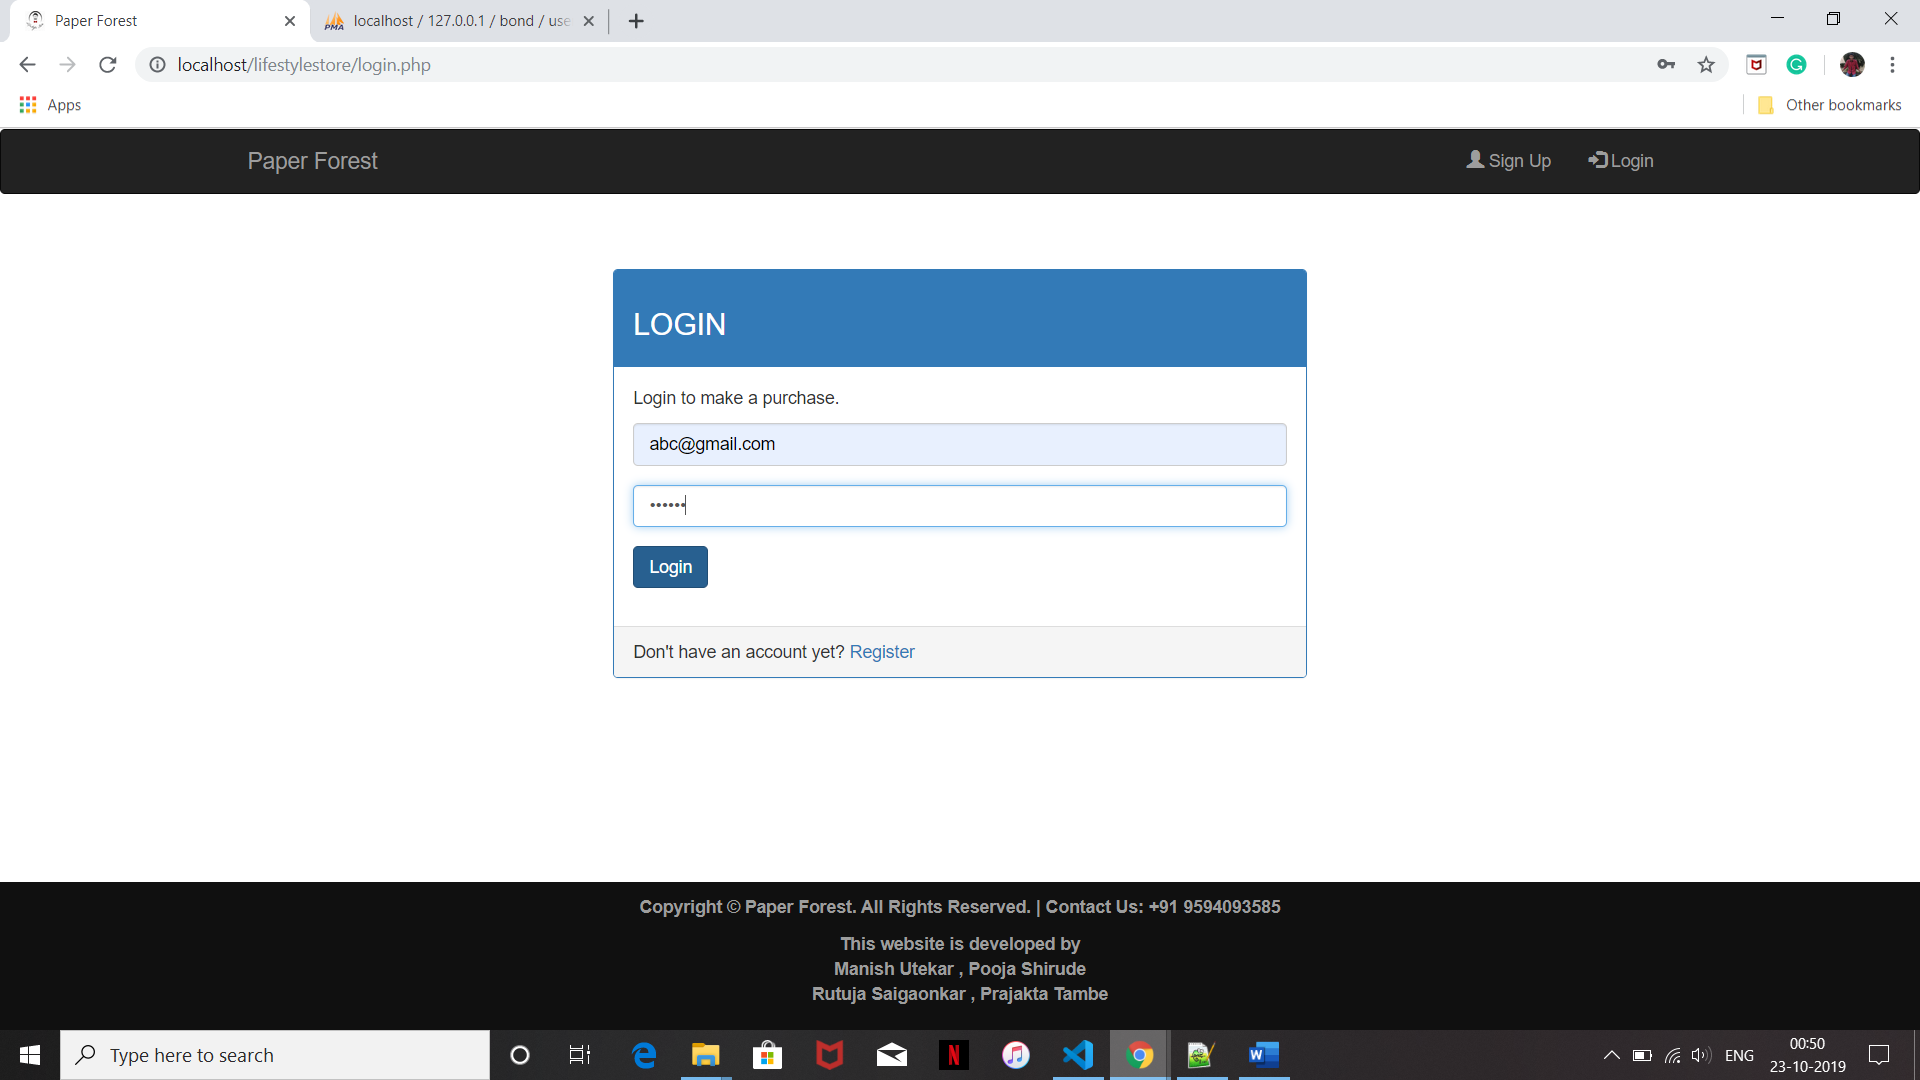 Paper Forest
localhost / 127.0.0.1 / bond / use
localhost/lifestylestore/login.php
Apps
Other bookmarks
Paper Forest
Sign Up
Login
LOGIN
Login to make a purchase.
abc@gmail.com
••••••
Login
Don't have an account yet? Register
Copyright © Paper Forest. All Rights Reserved. | Contact Us: +91 9594093585
This website is developed by
Manish Utekar , Pooja Shirude
Rutuja Saigaonkar , Prajakta Tambe
Type here to search
ENG
00:50
23-10-2019